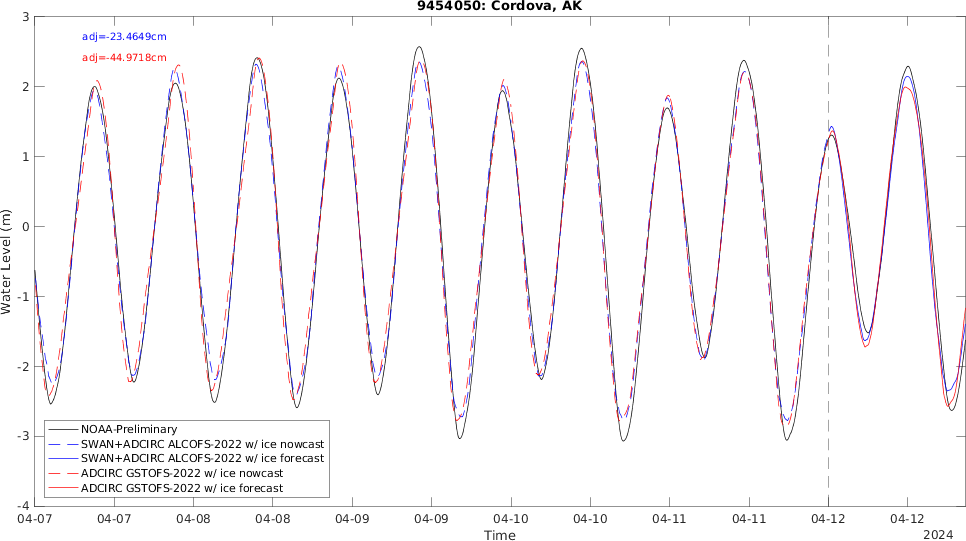 9454050: Cordova, AK
adj=-23.4649cm
adj=-44.9718cm
3
2
1
0
-1
-2
-3
-4
Water Level (m)
NOAA-Preliminary
SWAN+ADCIRC ALCOFS-2022 w/ ice nowcast
SWAN+ADCIRC ALCOFS-2022 w/ ice forecast
ADCIRC GSTOFS-2022 w/ ice nowcast
ADCIRC GSTOFS-2022 w/ ice forecast
04-07 04-07 04-08 04-08 04-09 04-09 04-10 04-10 04-11 04-11 04-12 04-12
Time
2024